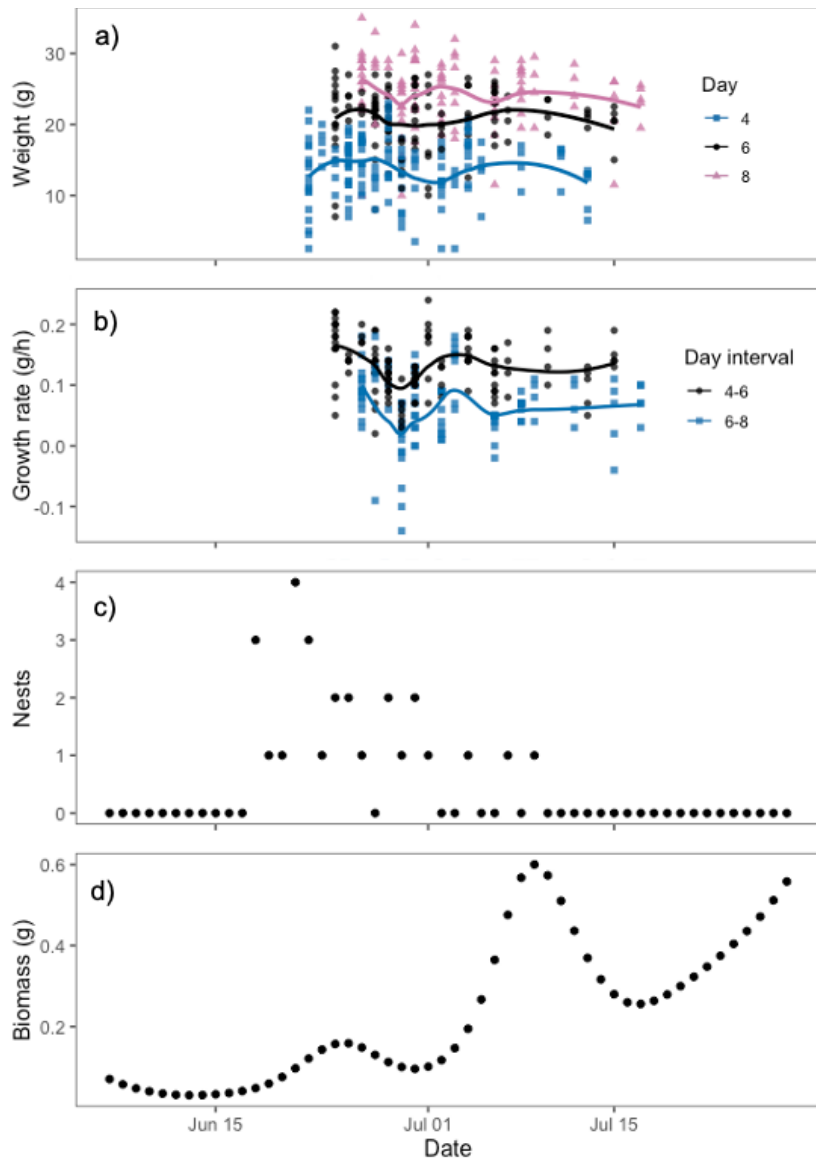 a)
Weight (g)
30
20
10
Day
4
6
8
b)
Growth rate (g/h)
0.2
0.1
0.0
-0.1
Day interval
4-6
6-8
c)
Nests
4
3
2
1
0
d)
Biomass (g)
0.6
0.4
0.2
Jun 15
Jul 01
Jul 15
Date